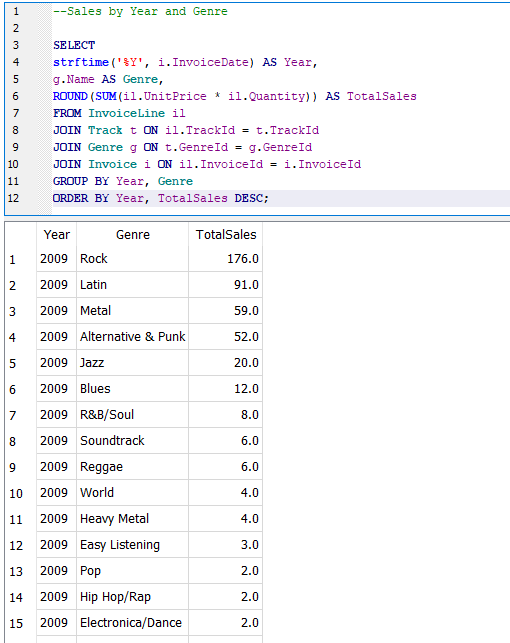 1 --Sales by Year and Genre
2
3 SELECT
4 strftime('%Y', i.InvoiceDate) AS Year,
5 g.Name AS Genre,
6 ROUND(SUM(il.UnitPrice * il.Quantity)) AS TotalSales
7 FROM InvoiceLine il
8 JOIN Track t ON il.TrackId = t.TrackId
9 JOIN Genre g ON t.GenreId = g.GenreId
10 JOIN Invoice i ON il.InvoiceId = i.InvoiceId
11 GROUP BY Year, Genre
12 ORDER BY Year, TotalSales DESC;
Year Genre TotalSales
1 2009 Rock 176.0
2 2009 Latin 91.0
3 2009 Metal 59.0
4 2009 Alternative & Punk 52.0
5 2009 Jazz 20.0
6 2009 Blues 12.0
7 2009 R&B/Soul 8.0
8 2009 Soundtrack 6.0
9 2009 Reggae 6.0
10 2009 World 4.0
11 2009 Heavy Metal 4.0
12 2009 Easy Listening 3.0
13 2009 Pop 2.0
14 2009 Hip Hop/Rap 2.0
15 2009 Electronica/Dance 2.0